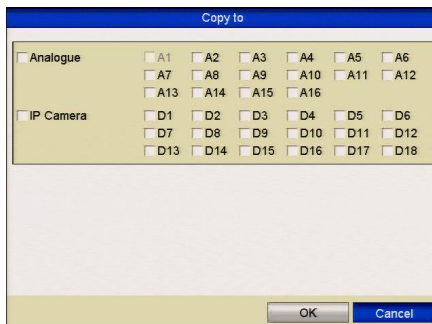 Copy to
Analogue A1 A2 A3 A4 A5 A6
A7 A8 A9 A10 A11 A12
A13 A14 A15 A16
IP Camera D1 D2 D3 D4 D5 D6
D7 D8 D9 D10 D11 D12
D13 D14 D15 D16 D17 D18
OK Cancel